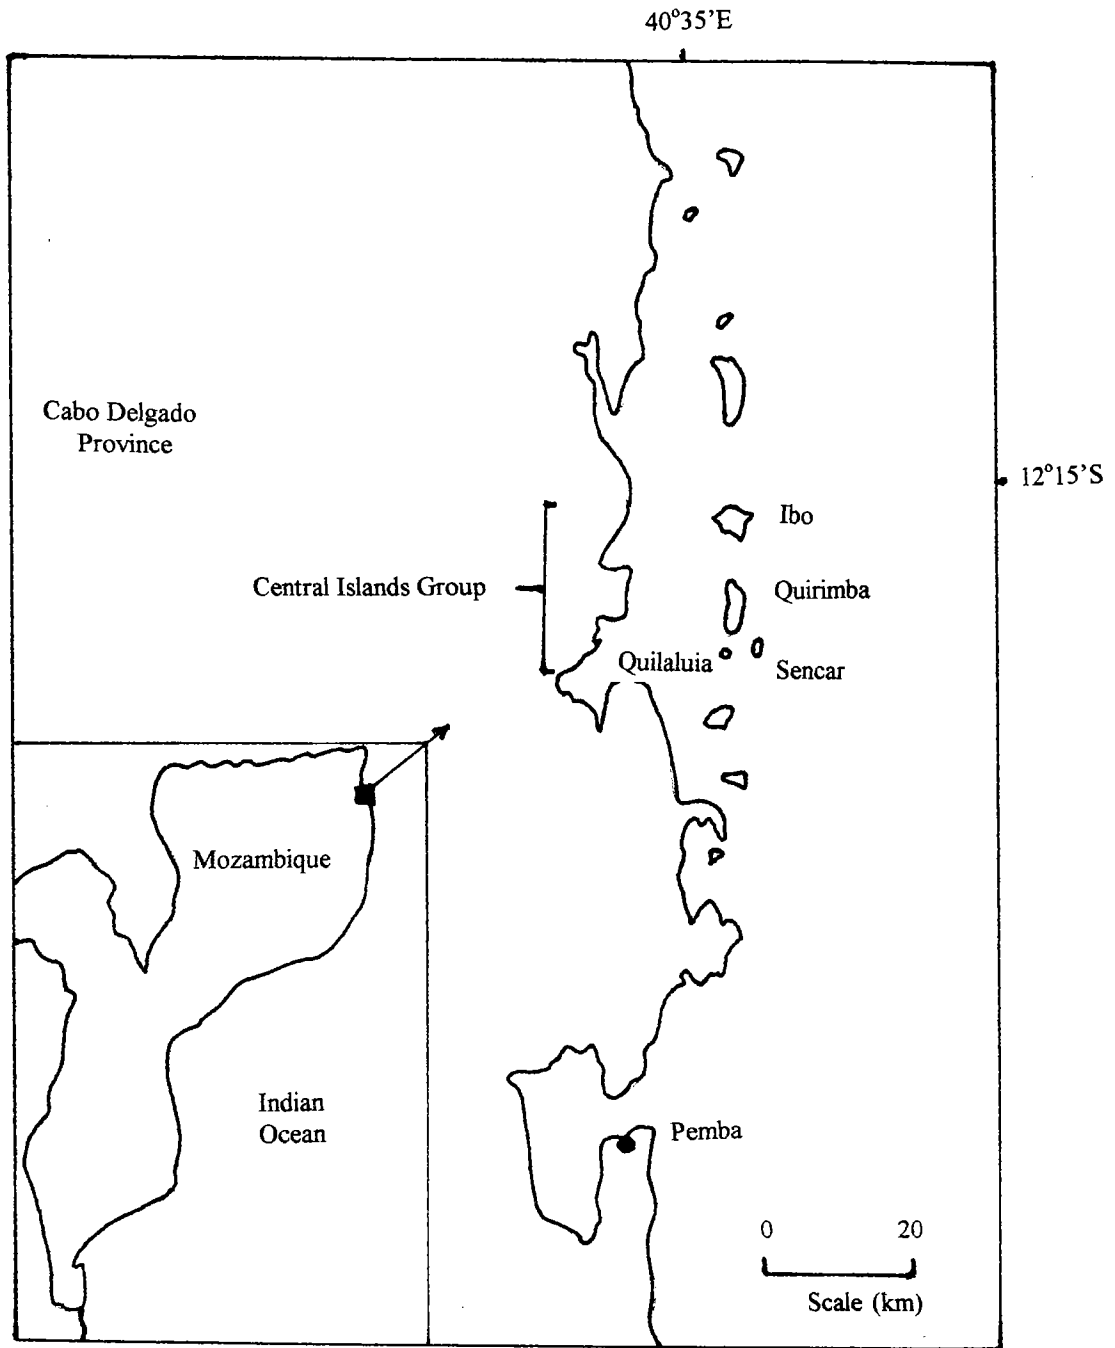 40°35’E
Cabo Delgado
Province
12°15’S
Ibo
Central Islands Group
Quirimba
Quilaluia
Sencar
Mozambique
Indian
Ocean
Pemba
0 20
Scale (km)